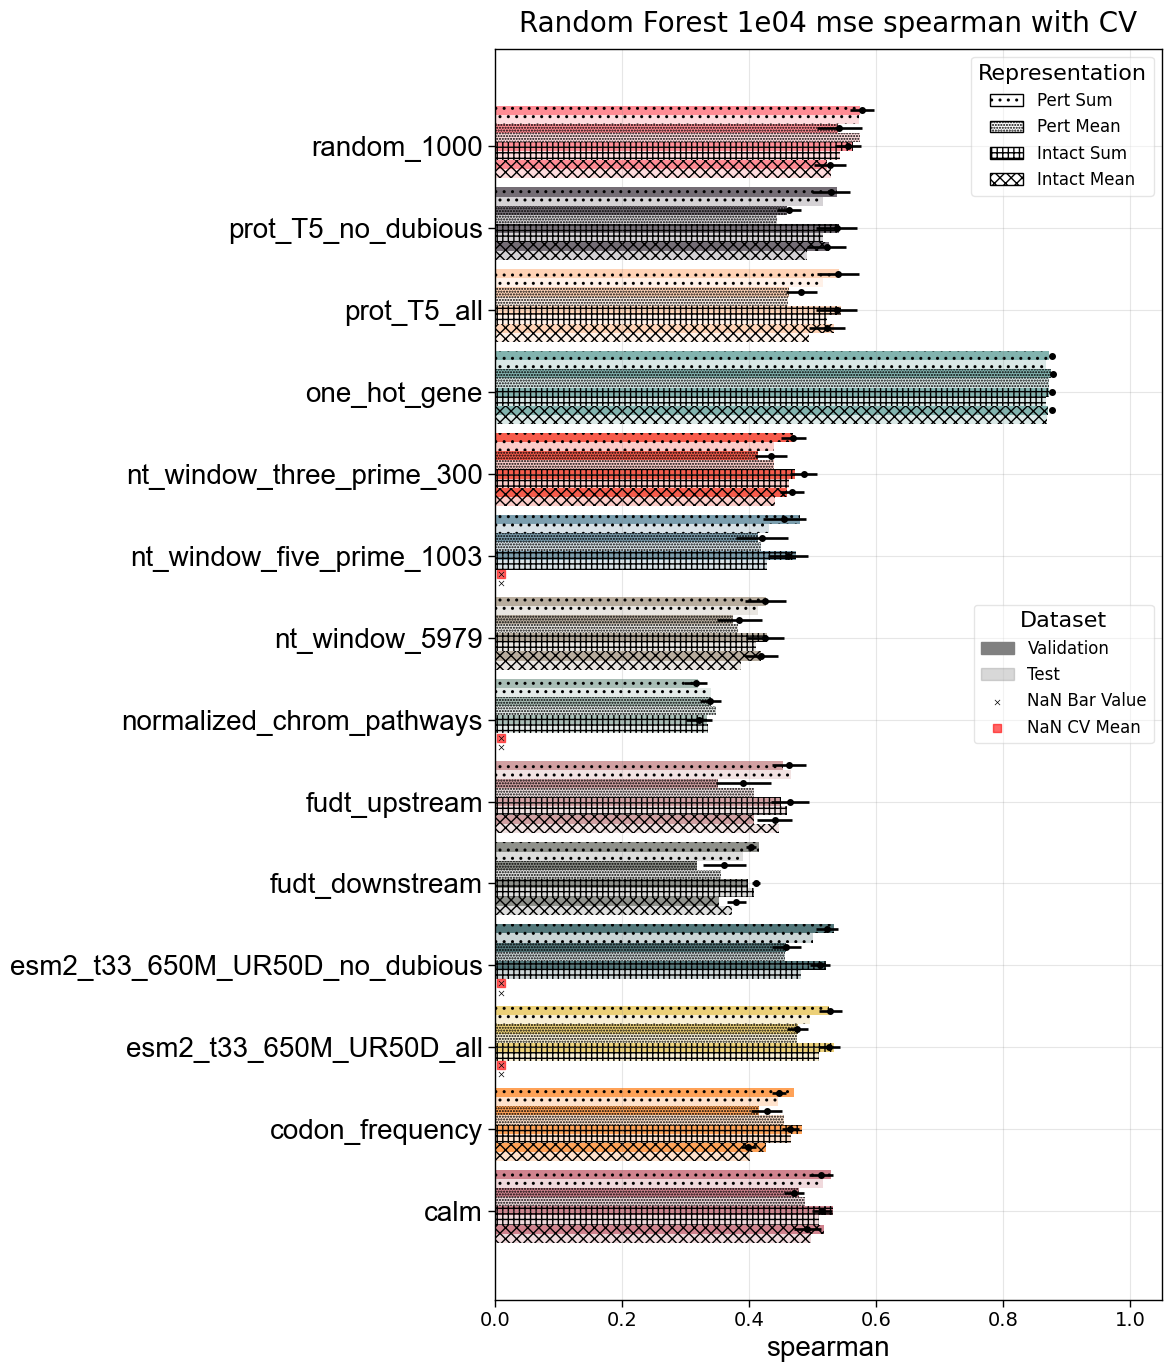 Random Forest 1e04 mse spearman with CV
Representation
Pert Sum
Pert Mean
Intact Sum
Intact Mean
random_1000
prot_T5_no_dubious
prot_T5_all
one_hot_gene
nt_window_three_prime_300
nt_window_five_prime_1003
nt_window_5979
normalized_chrom_pathways
fudt_upstream
fudt_downstream
esm2_t33_650M_UR50D_no_dubious
esm2_t33_650M_UR50D_all
codon_frequency
calm
Dataset
Validation
Test
NaN Bar Value
NaN CV Mean
0.0 0.2 0.4 0.6 0.8 1.0
spearman